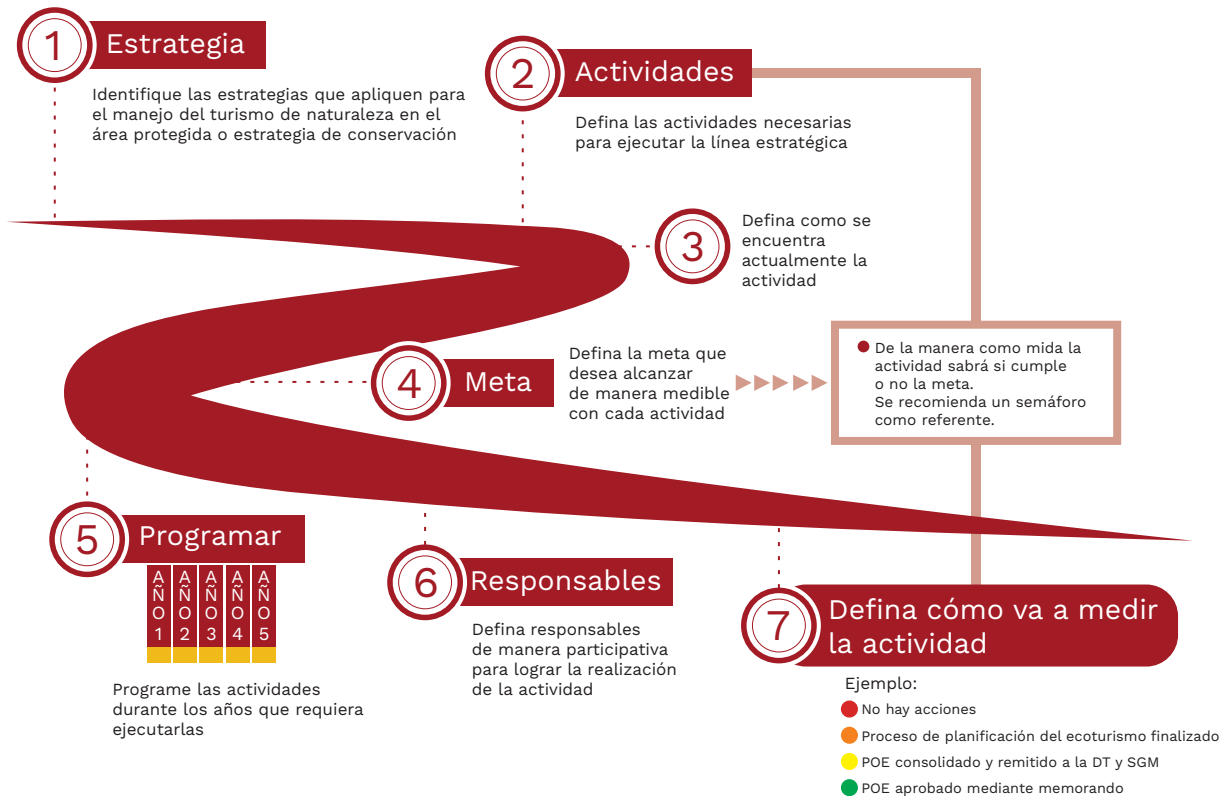 1
Estrategia
Identifique las estrategias que apliquen para
el manejo del turismo de naturaleza en el
área protegida o estrategia de conservación
2
Actividades
Defina las actividades necesarias
para ejecutar la línea estratégica
3
Defina como se
encuentra
actualmente la
actividad
4
Meta
Defina la meta que
desea alcanzar
de manera medible
con cada actividad
De la manera como mida la
actividad sabrá si cumple
o no la meta.
Se recomienda un semáforo
como referente.
5
Programar
AÑO 1
AÑO 2
AÑO 3
AÑO 4
AÑO 5
Programe las actividades
durante los años que requiera
ejecutarlas
6
Responsables
Defina responsables
de manera participativa
para lograr la realización
de la actividad
7
Defina cómo va a medir
la actividad
Ejemplo:
No hay acciones
Proceso de planificación del ecoturismo finalizado
POE consolidado y remitido a la DT y SGM
POE aprobado mediante memorando